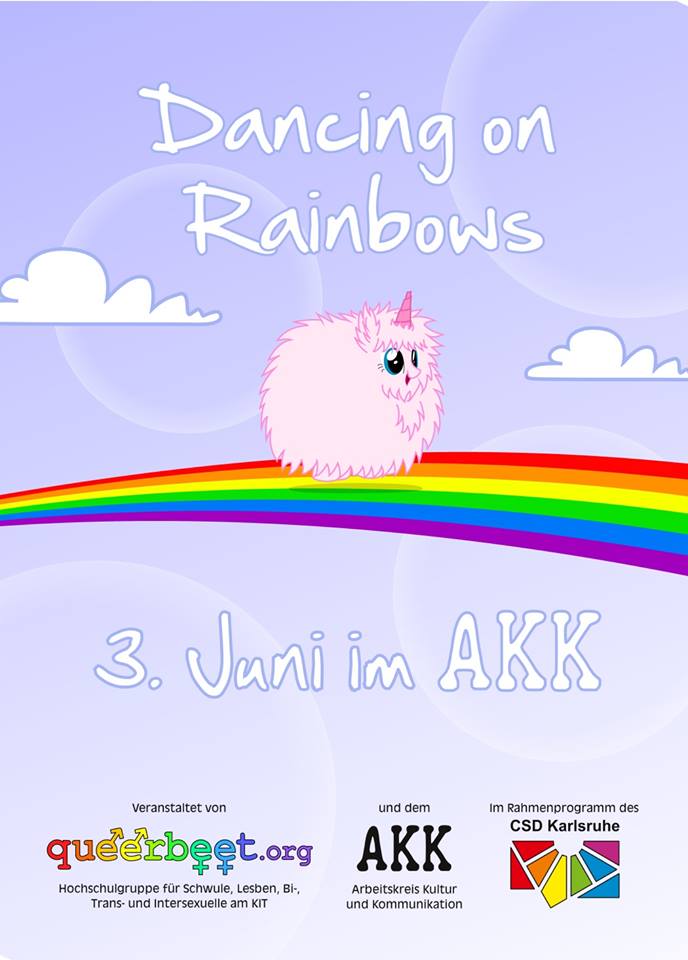 Dancing on
Rainbows
3. Juni im AKK
Veranstaltet von
queerbeet.org
Hochschulgruppe für Schwule, Lesben, Bi-,
Trans- und Intersexuelle am KIT
und dem
AKK
Arbeitskreis Kultur
und Kommunikation
Im Rahmenprogramm des
CSD Karlsruhe